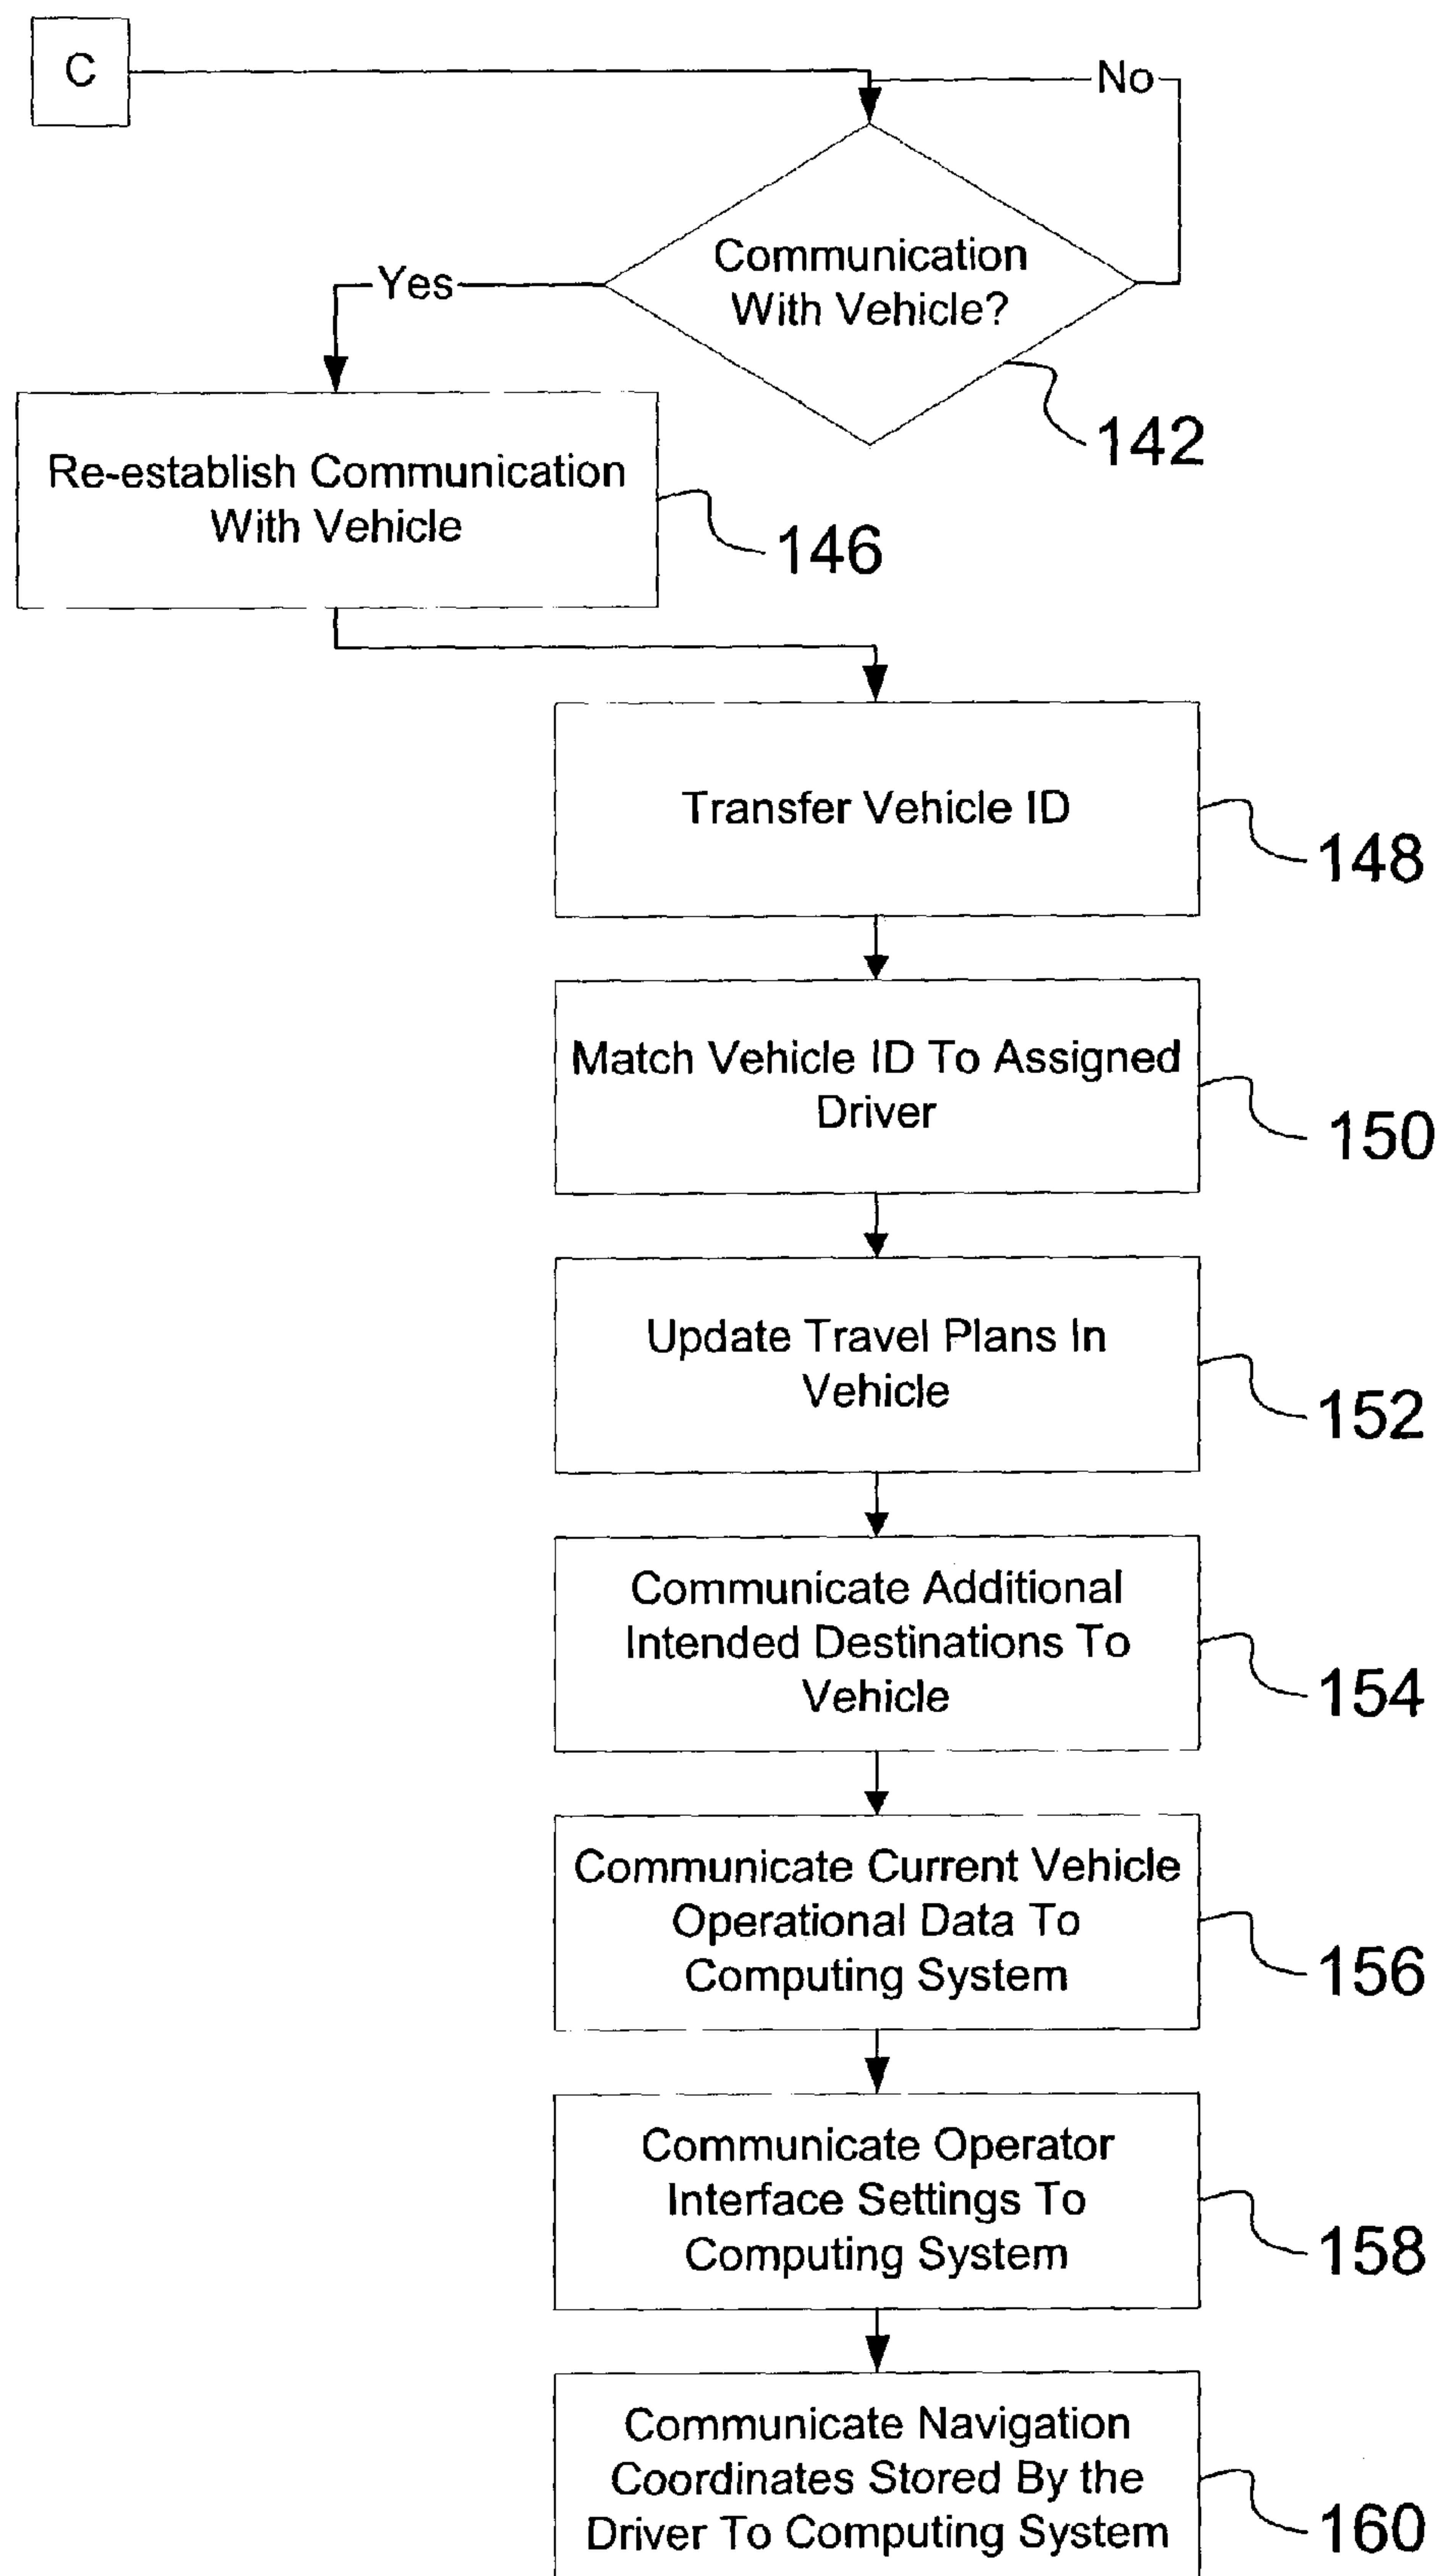 C
No
Communication
With Vehicle?
Yes
142
Re-establish Communication
With Vehicle
146
Transfer Vehicle ID
148
Match Vehicle ID To Assigned
Driver
150
Update Travel Plans In
Vehicle
152
Communicate Additional
Intended Destinations To
Vehicle
154
Communicate Current Vehicle
Operational Data To
Computing System
156
Communicate Operator
Interface Settings To
Computing System
158
Communicate Navigation
Coordinates Stored By the
Driver To Computing System
160